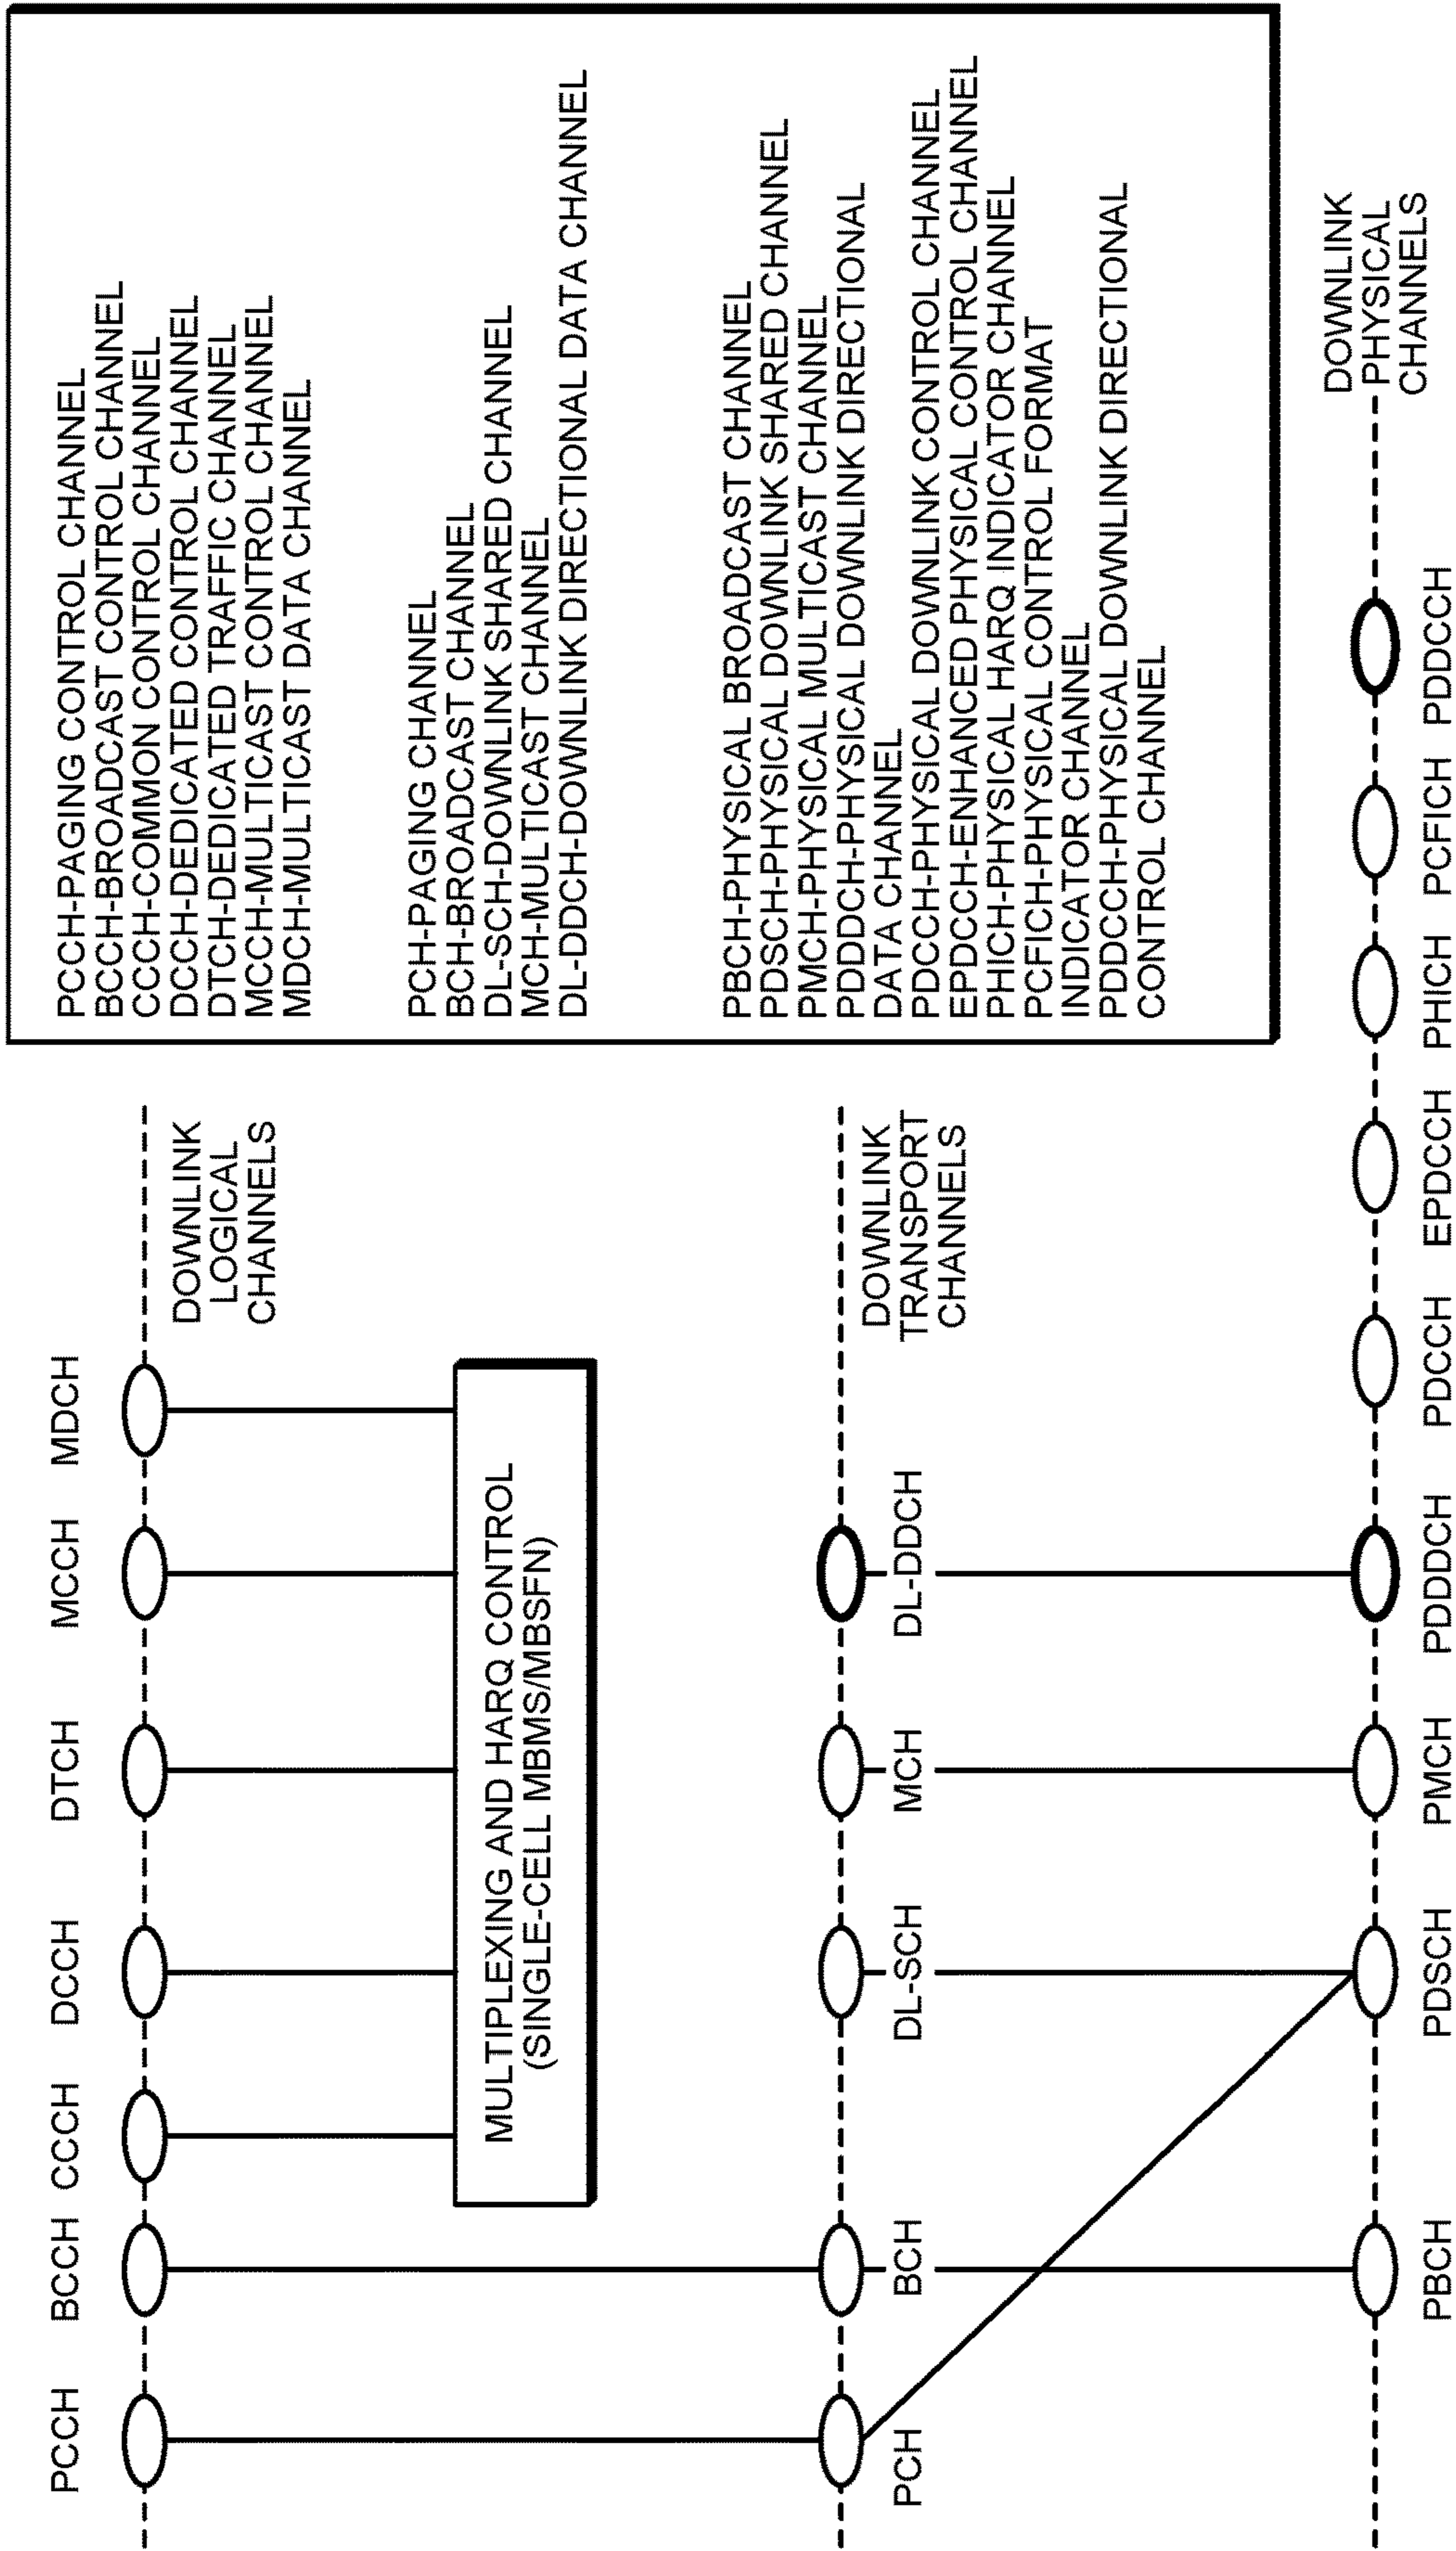 PCCH
BCCH
CCCH
DCCH
DTCH
MCCH
MDCH
DOWNLINK
LOGICAL
CHANNELS
MULTIPLEXING AND HARQ CONTROL
(SINGLE-CELL MBMS/MBSFN)
PCH
BCH
DL-SCH
MCH
DL-DDCH
DOWNLINK
TRANSPORT
CHANNELS
PBCH
PDSCH
PMCH
PDDDCH
PDCCH
EPDCCH
PHICH
PCFICH
PDDCCH
DOWNLINK
PHYSICAL
CHANNELS
PCCH-PAGING CONTROL CHANNEL
BCCH-BROADCAST CONTROL CHANNEL
CCCH-COMMON CONTROL CHANNEL
DCCH-DEDICATED CONTROL CHANNEL
DTCH-DEDICATED TRAFFIC CHANNEL
MCCH-MULTICAST CONTROL CHANNEL
MDCH-MULTICAST DATA CHANNEL
PCH-PAGING CHANNEL
BCH-BROADCAST CHANNEL
DL-SCH-DOWNLINK SHARED CHANNEL
MCH-MULTICAST CHANNEL
DL-DDCH-DOWNLINK DIRECTIONAL DATA CHANNEL
PBCH-PHYSICAL BROADCAST CHANNEL
PDSCH-PHYSICAL DOWNLINK SHARED CHANNEL
PMCH-PHYSICAL MULTICAST CHANNEL
PDDDCH-PHYSICAL DOWNLINK DIRECTIONAL
DATA CHANNEL
PDCCH-PHYSICAL DOWNLINK CONTROL CHANNEL
EPDCCH-ENHANCED PHYSICAL CONTROL CHANNEL
PHICH-PHYSICAL HARQ INDICATOR CHANNEL
PCFICH-PHYSICAL CONTROL FORMAT
INDICATOR CHANNEL
PDDCCH-PHYSICAL DOWNLINK DIRECTIONAL
CONTROL CHANNEL